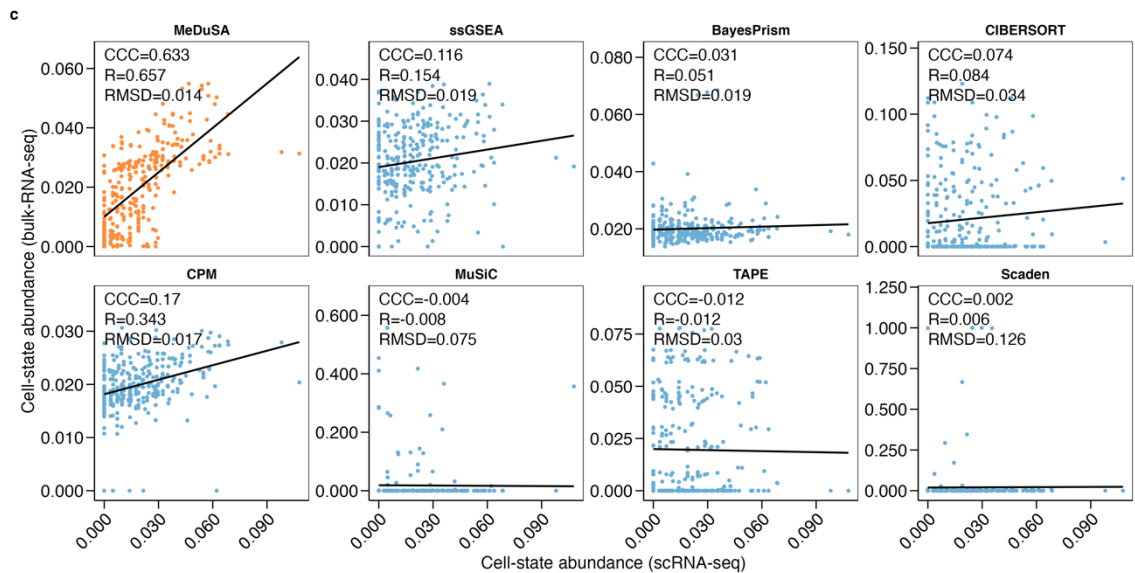 c
MeDuSA
CCC=0.633
R=0.657
RMSD=0.014
0.060
0.040
0.020
0.000
ssGSEA
CCC=0.116
R=0.154
RMSD=0.019
0.040
0.030
0.020
0.010
0.000
BayesPrism
CCC=0.031
R=0.051
RMSD=0.019
0.080
0.060
0.040
0.020
CIBERSORT
CCC=0.074
R=0.084
RMSD=0.034
0.150
0.100
0.050
0.000
CPM
CCC=0.17
R=0.343
RMSD=0.017
0.030
0.020
0.010
0.000
MuSiC
CCC=-0.004
R=-0.008
RMSD=0.075
0.600
0.400
0.200
0.000
TAPE
CCC=-0.012
R=-0.012
RMSD=0.03
0.075
0.050
0.025
0.000
Scaden
CCC=0.002
R=0.006
RMSD=0.126
1.250
1.000
0.750
0.500
0.250
0.000
0.000 0.030 0.060 0.090
0.000 0.030 0.060 0.090
0.000 0.030 0.060 0.090
0.000 0.030 0.060 0.090
Cell-state abundance (bulk-RNA-seq)
Cell-state abundance (scRNA-seq)